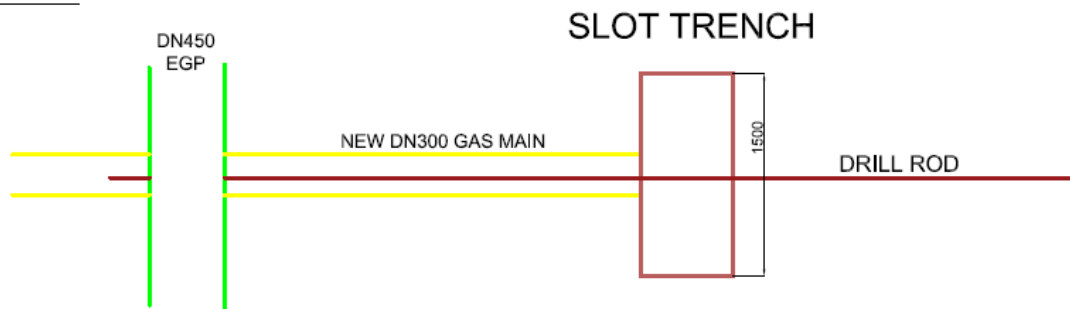 SLOT TRENCH
DN450
EGP
NEW DN300 GAS MAIN
1500
DRILL ROD